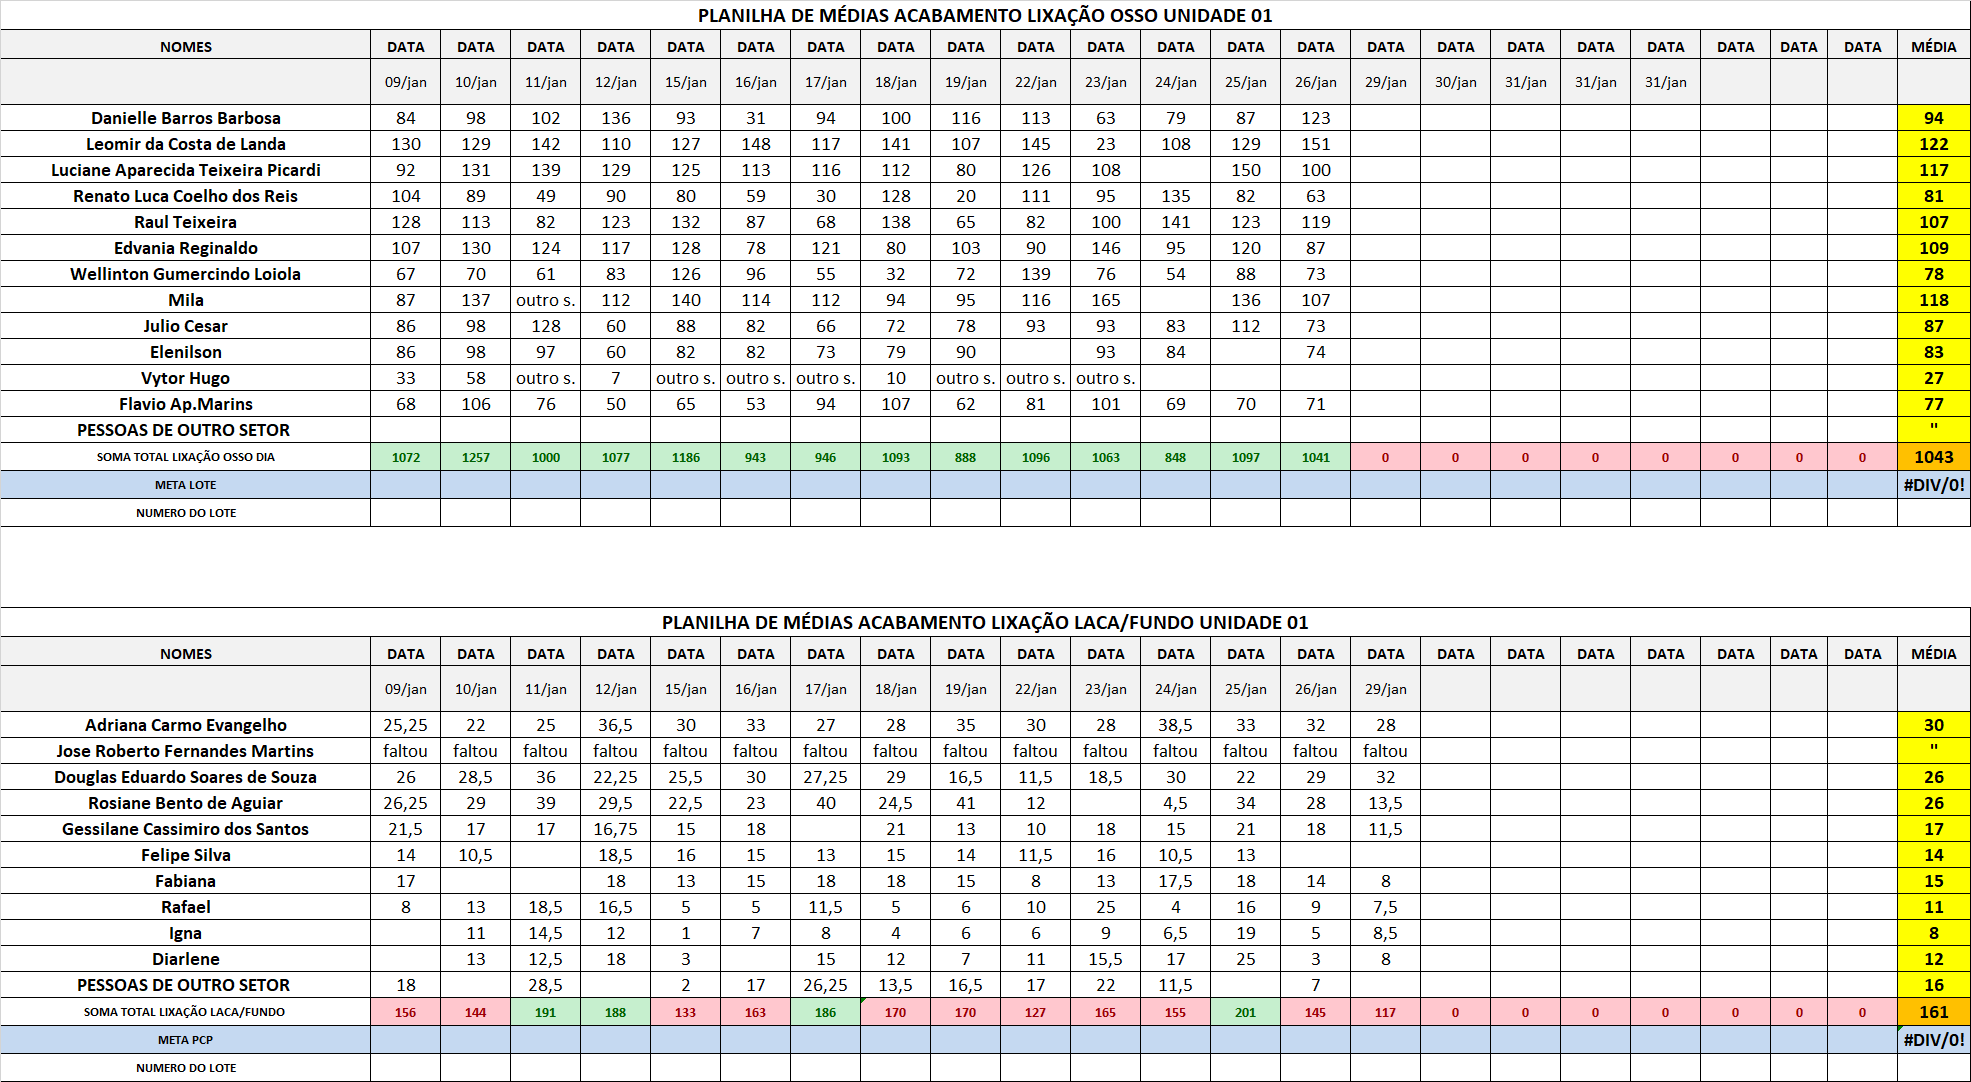 PLANILHA DE MÉDIAS ACABAMENTO LIXAÇÃO OSSO UNIDADE 01
NOMES DATA DATA DATA DATA DATA DATA DATA DATA DATA DATA DATA DATA DATA DATA DATA DATA DATA DATA DATA DATA DATA DATA MÉDIA
09/jan 10/jan 11/jan 12/jan 15/jan 16/jan 17/jan 18/jan 19/jan 22/jan 23/jan 24/jan 25/jan 26/jan 29/jan 30/jan 31/jan 31/jan 31/jan
Danielle Barros Barbosa 84 98 102 136 93 31 94 100 116 113 63 79 87 123 94
Leomir da Costa de Landa 130 129 142 110 127 148 117 141 107 145 23 108 129 151 122
Luciane Aparecida Teixeira Picardi 92 131 139 129 125 113 116 112 80 126 108 150 100 117
Renato Luca Coelho dos Reis 104 89 49 90 80 59 30 128 20 111 95 135 82 63 81
Raul Teixeira 128 113 82 123 132 87 68 138 65 82 100 141 123 119 107
Edvania Reginaldo 107 130 124 117 128 78 121 80 103 90 146 95 120 87 109
Wellinton Gumercindo Loiola 67 70 61 83 126 96 55 32 72 139 76 54 88 73 78
Mila 87 137 outro s. 112 140 114 112 94 95 116 165 136 107 118
Julio Cesar 86 98 128 60 88 82 66 72 78 93 93 83 112 73 87
Elenilson 86 98 97 60 82 82 73 79 90 93 84 74 83
Vytor Hugo 33 58 outro s. 7 outro s. outro s. outro s. 10 outro s. outro s. outro s. 27
Flavio Ap.Marins 68 106 76 50 65 53 94 107 62 81 101 69 70 71 77
PESSOAS DE OUTRO SETOR "
SOMA TOTAL LIXAÇÃO OSSO DIA 1072 1257 1000 1077 1186 943 946 1093 888 1096 1063 848 1097 1041 0 0 0 0 0 0 0 0 1043
META LOTE #DIV/0!
NUMERO DO LOTE
PLANILHA DE MÉDIAS ACABAMENTO LIXAÇÃO LACA/FUNDO UNIDADE 01
NOMES DATA DATA DATA DATA DATA DATA DATA DATA DATA DATA DATA DATA DATA DATA DATA DATA DATA DATA DATA DATA DATA DATA MÉDIA
09/jan 10/jan 11/jan 12/jan 15/jan 16/jan 17/jan 18/jan 19/jan 22/jan 23/jan 24/jan 25/jan 26/jan 29/jan
Adriana Carmo Evangelho 25,25 22 25 36,5 30 33 27 28 35 30 28 38,5 33 32 28 30
Jose Roberto Fernandes Martins faltou faltou faltou faltou faltou faltou faltou faltou faltou faltou faltou faltou faltou faltou faltou "
Douglas Eduardo Soares de Souza 26 28,5 36 22,25 25,5 30 27,25 29 16,5 11,5 18,5 30 22 29 32 26
Rosiane Bento de Aguiar 26,25 29 39 29,5 22,5 23 40 24,5 41 12 4,5 34 28 13,5 26
Gessilane Cassimiro dos Santos 21,5 17 17 16,75 15 18 21 13 10 18 15 21 18 11,5 17
Felipe Silva 14 10,5 18,5 16 15 13 15 14 11,5 16 10,5 13 14
Fabiana 17 18 13 15 18 18 15 8 13 17,5 18 14 8 15
Rafael 8 13 18,5 16,5 5 5 11,5 5 6 10 25 4 16 9 7,5 11
Igna 11 14,5 12 1 7 8 4 6 6 9 6,5 19 5 8,5 8
Diarlene 13 12,5 18 3 15 12 7 11 15,5 17 25 3 8 12
PESSOAS DE OUTRO SETOR 18 28,5 2 17 26,25 13,5 16,5 17 22 11,5 7 16
SOMA TOTAL LIXAÇÃO LACA/FUNDO 156 144 191 188 133 163 186 170 170 127 165 155 201 145 117 0 0 0 0 0 0 0 161
META PCP #DIV/0!
NUMERO DO LOTE